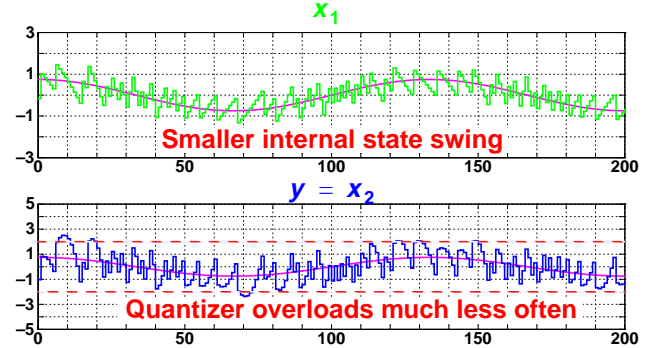 x1
3
1
−1
−3
Smaller internal state swing
0 50 100 150 200
y = x2
5
3
1
−1
−3
−5
Quantizer overloads much less often
0 50 100 150 200